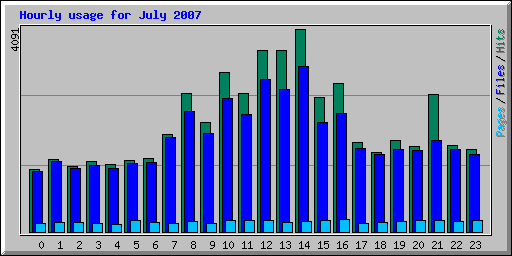 Hourly usage for July 2007
4091
Pages/Files/Hits
0 1 2 3 4 5 6 7 8 9 10 11 12 13 14 15 16 17 18 19 20 21 22 23